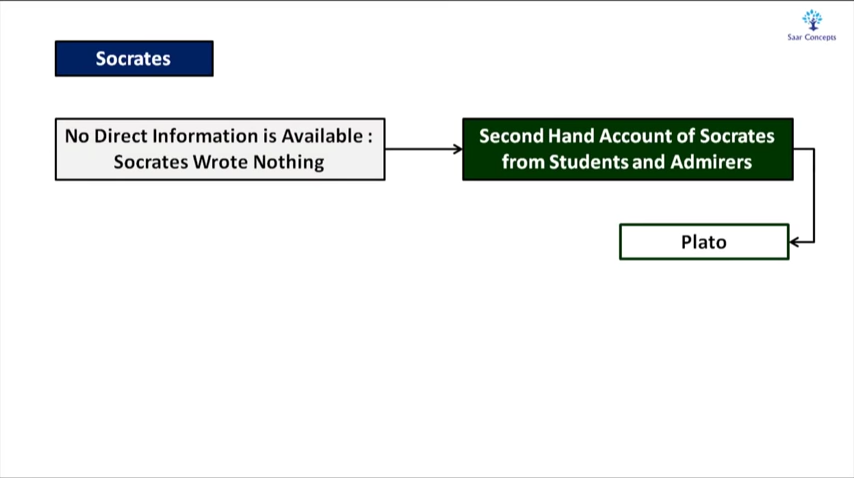 Saar Concepts
Socrates
No Direct Information is Available :
Socrates Wrote Nothing
Second Hand Account of Socrates
from Students and Admirers
Plato